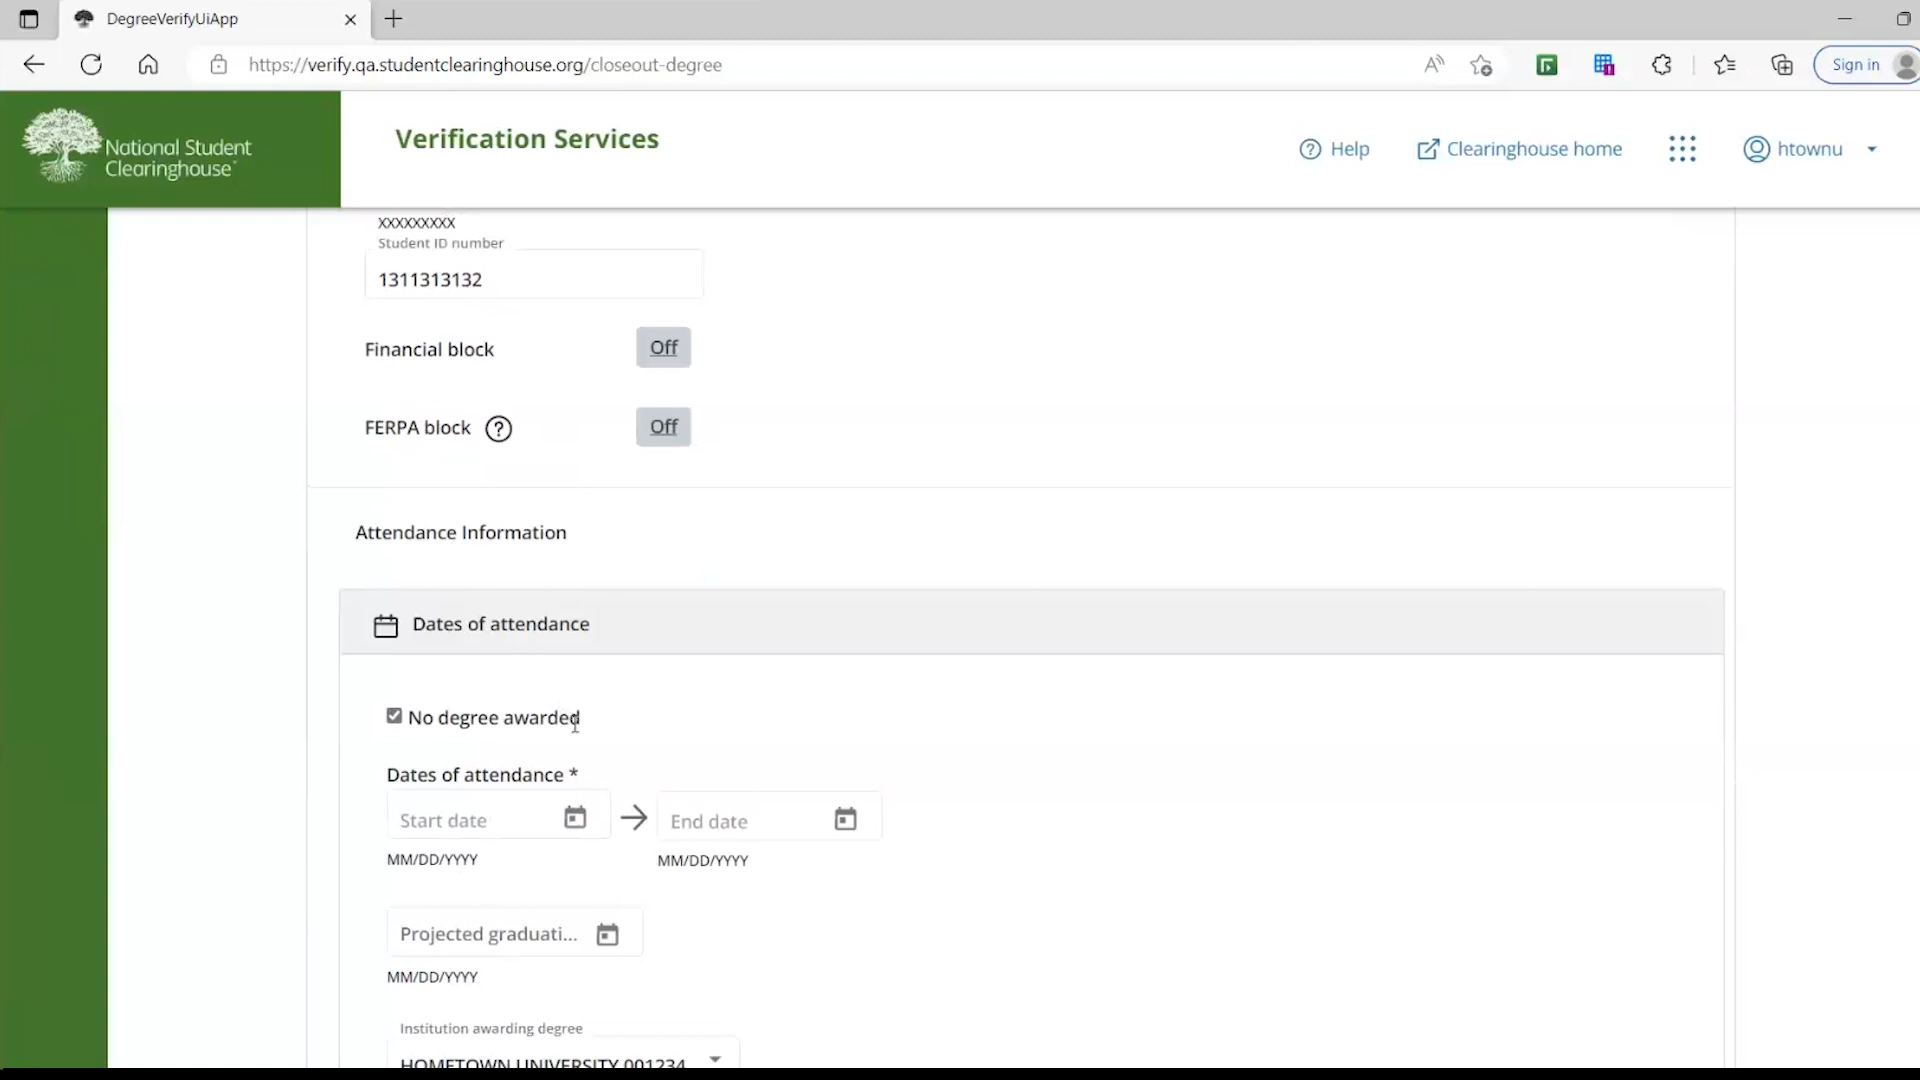 DegreeVerifyUiApp
https://verify.qa.studentclearinghouse.org/closeout-degree
Sign in
National Student
Clearinghouse
Verification Services
Help
Clearinghouse home
htownu
XXXXXXXXX
Student ID number
1311313132
Financial block
Off
FERPA block
Off
Attendance Information
Dates of attendance
No degree awarded
Dates of attendance *
Start date
End date
MM/DD/YYYY
MM/DD/YYYY
Projected graduati...
MM/DD/YYYY
Institution awarding degree
HOMETOWN UNIVERSITY 001234